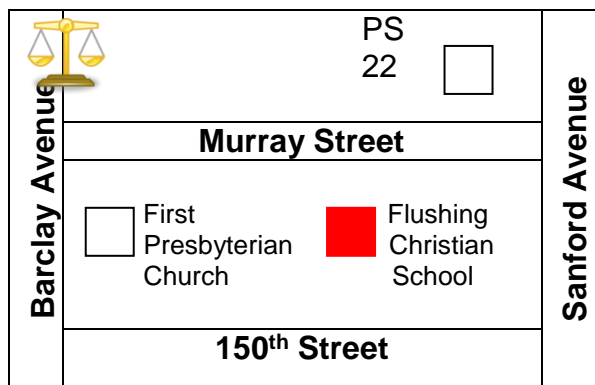 PS
22
Murray Street
Barclay Avenue
First
Presbyterian
Church
Flushing
Christian
School
Sanford Avenue
150th Street